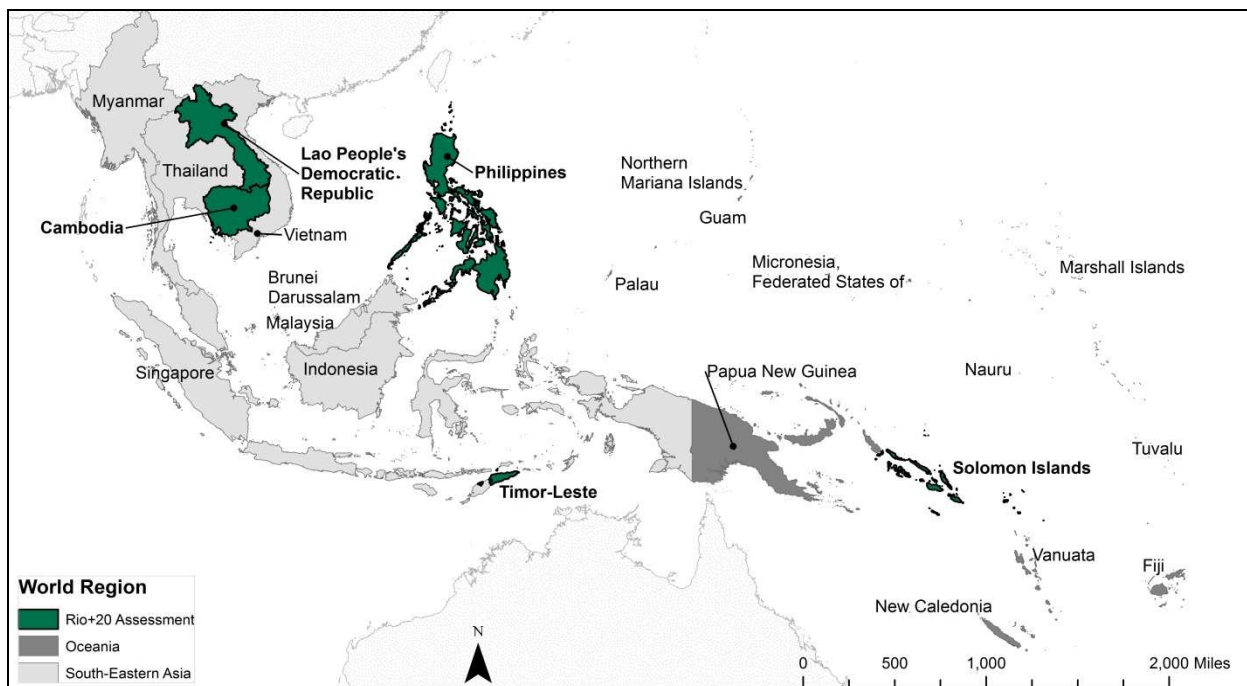 Myanmar
Thailand
Lao People's
Democratic
Republic
Cambodia
Vietnam
Philippines
Northern
Mariana Islands
Guam
Palau
Micronesia,
Federated States of
Marshall Islands
Brunei
Darussalam
Malaysia
Singapore
Indonesia
Papua New Guinea
Nauru
Tuvalu
Solomon Islands
Timor-Leste
Vanuata
Fiji
New Caledonia
World Region
Rio+20 Assessment
Oceania
South-Eastern Asia
N
0 500 1,000 2,000 Miles